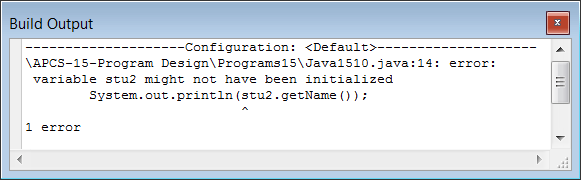 Build Output
--------------------Configuration: <Default>--------------------
\APCS-15-Program Design\Programs15\Java1510.java:14: error:
 variable stu2 might not have been initialized
        System.out.println(stu2.getName());
                           ^
1 error